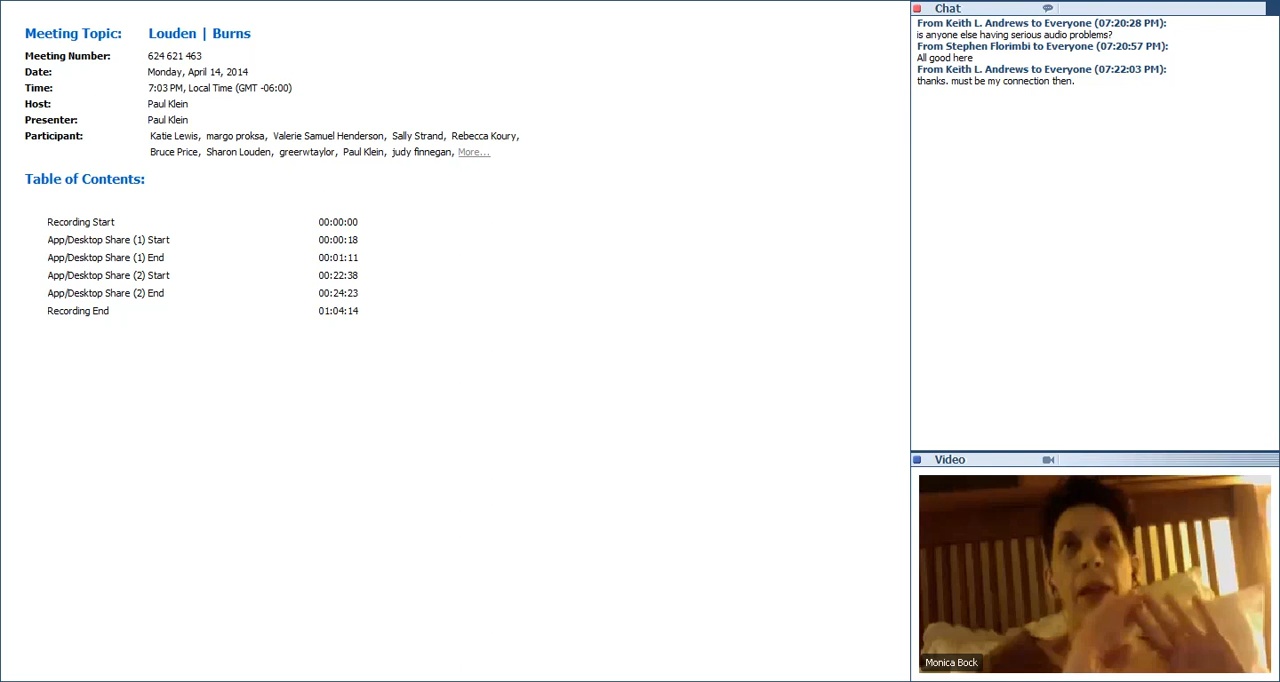 Meeting Topic: Louden | Burns
Meeting Number: 624 621 463
Date: Monday, April 14, 2014
Time: 7:03 PM, Local Time (GMT -06:00)
Host: Paul Klein
Presenter: Paul Klein
Participant: Katie Lewis, margo proksa, Valerie Samuel Henderson, Sally Strand, Rebecca Koury,
Bruce Price, Sharon Louden, greerwtaylor, Paul Klein, judy finnegan, More...
Table of Contents:
Recording Start 00:00:00
App/Desktop Share (1) Start 00:00:18
App/Desktop Share (1) End 00:01:11
App/Desktop Share (2) Start 00:22:38
App/Desktop Share (2) End 00:24:23
Recording End 01:04:14
Chat
From Keith L. Andrews to Everyone (07:20:28 PM):
is anyone else having serious audio problems?
From Stephen Florimbi to Everyone (07:20:57 PM):
All good here
From Keith L. Andrews to Everyone (07:22:03 PM):
thanks. must be my connection then.
Video
Monica Bock